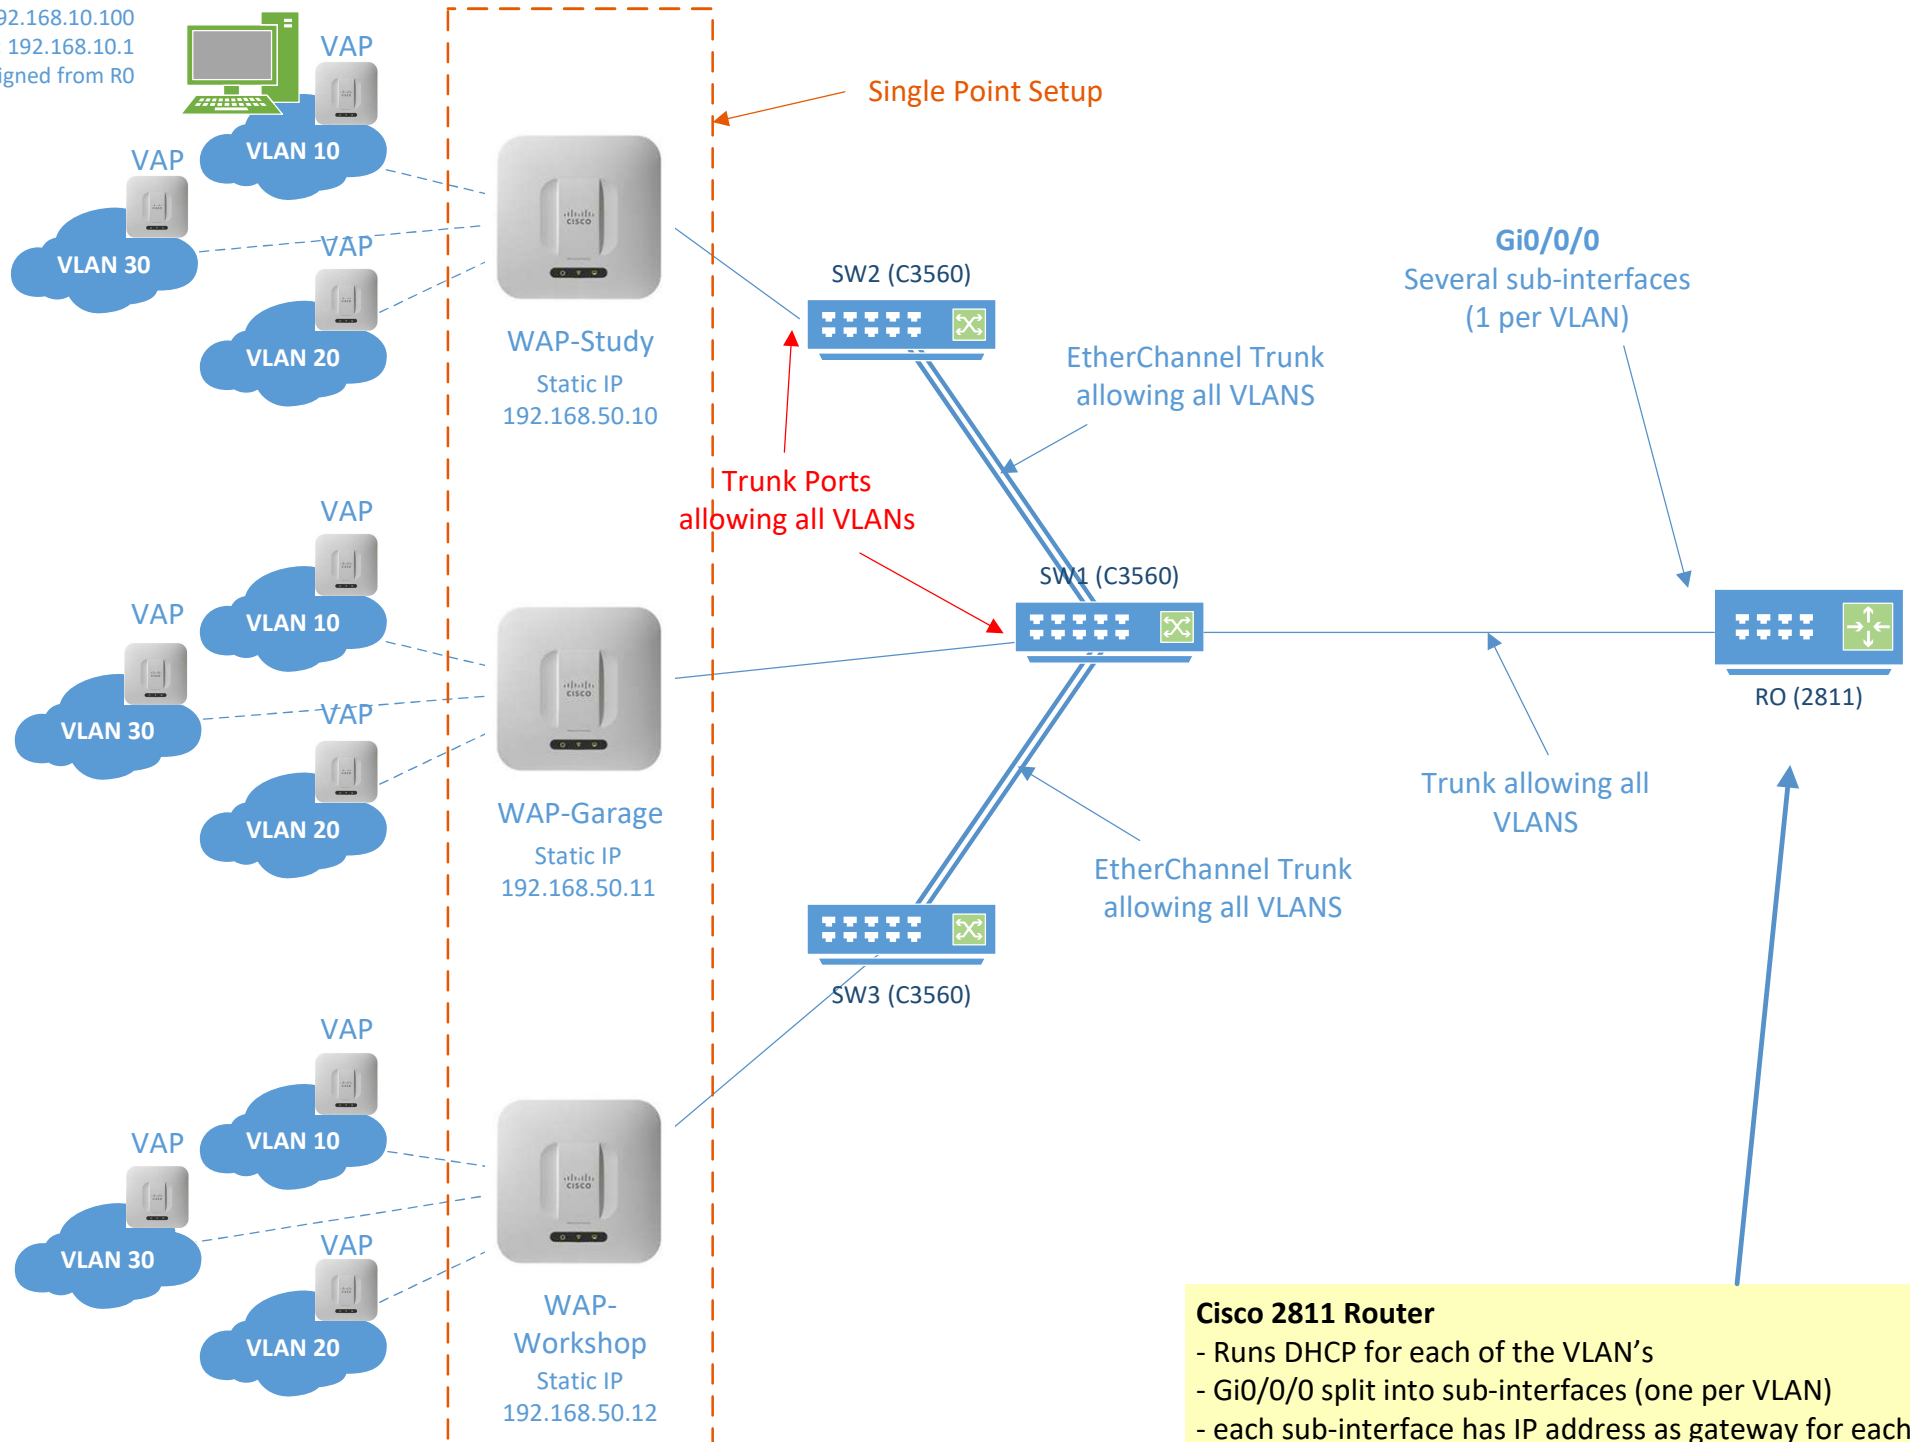 92.168.10.100
: 192.168.10.1
igned from R0
VAP
VLAN 10
VAP
VLAN 30
VAP
VLAN 20
CISCO
WAP-Study
Static IP
192.168.50.10
Single Point Setup
SW2 (C3560)
Gi0/0/0
Several sub-interfaces
(1 per VLAN)
EtherChannel Trunk
allowing all VLANS
Trunk Ports
allowing all VLANs
VAP
VLAN 10
VAP
VLAN 30
VAP
VLAN 20
CISCO
WAP-Garage
Static IP
192.168.50.11
SW1 (C3560)
RO (2811)
Trunk allowing all
VLANS
EtherChannel Trunk
allowing all VLANS
SW3 (C3560)
VAP
VLAN 10
VAP
VLAN 30
VAP
VLAN 20
CISCO
WAP-
Workshop
Static IP
192.168.50.12
Cisco 2811 Router
- Runs DHCP for each of the VLAN’s
- Gi0/0/0 split into sub-interfaces (one per VLAN)
- each sub-interface has IP address as gateway for each